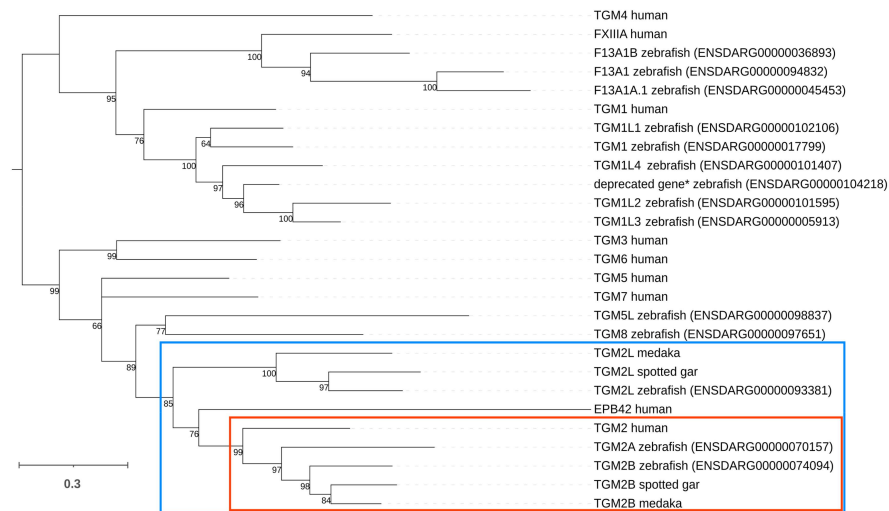 TGM4 human
FXIIIA human
100
F13A1B zebrafish (ENSDARG00000036893)
94
F13A1 zebrafish (ENSDARG00000094832)
100
F13A1A.1 zebrafish (ENSDARG00000045453)
95
TGM1 human
76
TGM1L1 zebrafish (ENSDARG00000102106)
64
TGM1 zebrafish (ENSDARG00000017799)
100
TGM1L4 zebrafish (ENSDARG00000101407)
97
deprecated gene* zebrafish (ENSDARG00000104218)
96
TGM1L2 zebrafish (ENSDARG00000101595)
100
TGM1L3 zebrafish (ENSDARG00000005913)
TGM3 human
99
TGM6 human
TGM5 human
99
TGM7 human
TGM5L zebrafish (ENSDARG00000098837)
66
77
TGM8 zebrafish (ENSDARG00000097651)
TGM2L medaka
89
100
TGM2L spotted gar
97
TGM2L zebrafish (ENSDARG00000093381)
85
EPB42 human
76
TGM2 human
99
TGM2A zebrafish (ENSDARG00000070157)
97
TGM2B zebrafish (ENSDARG00000074094)
98
TGM2B spotted gar
84
TGM2B medaka
0.3